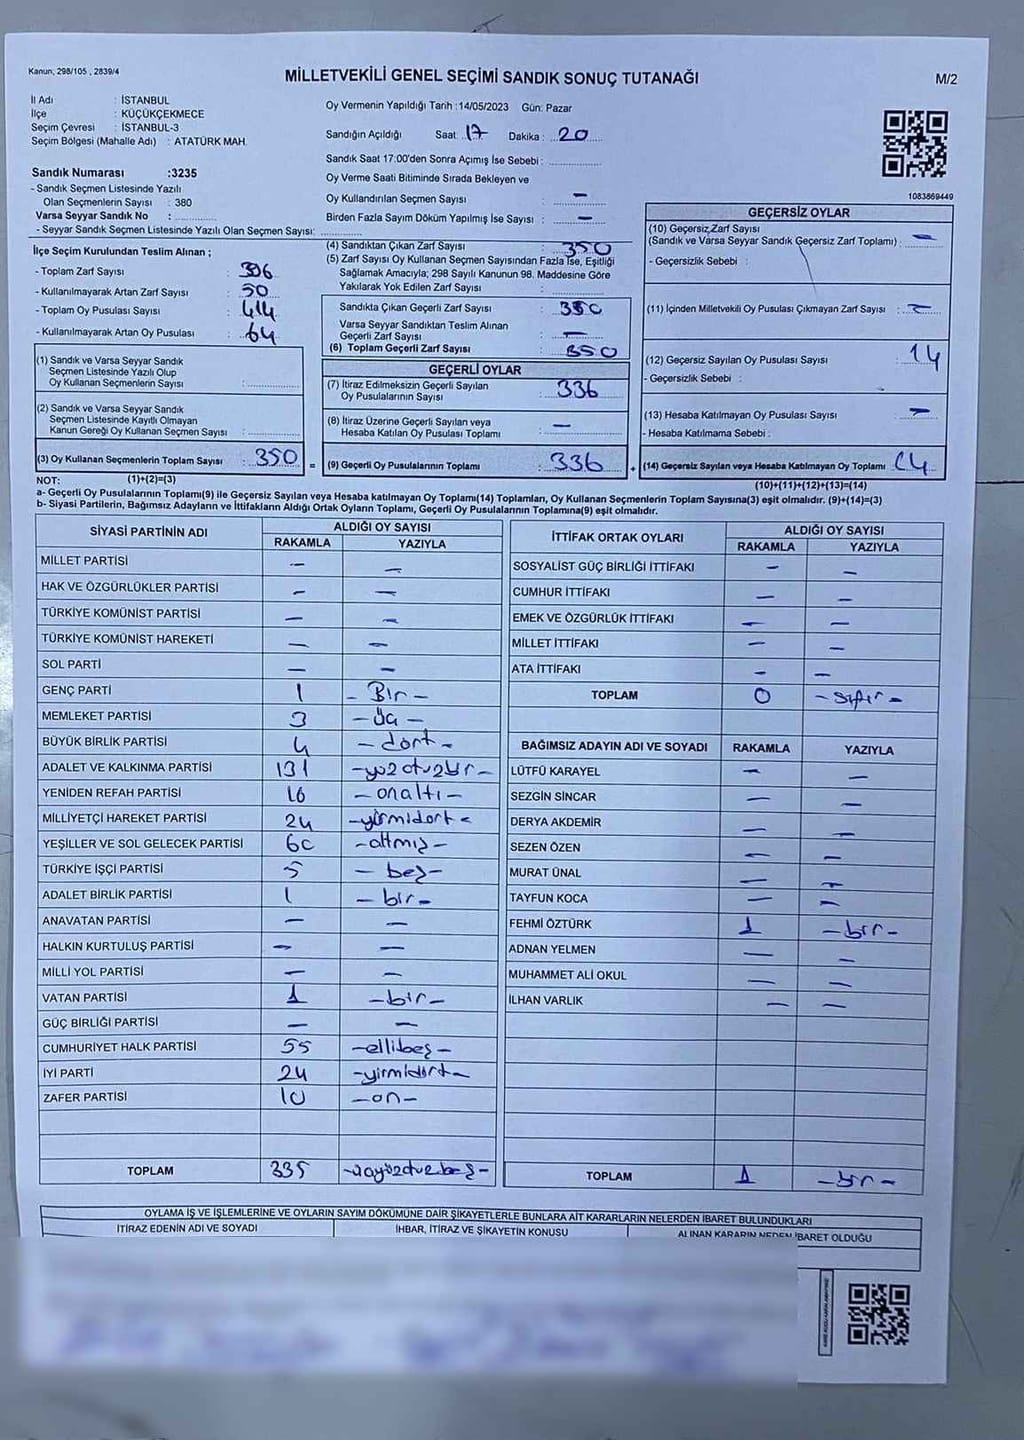 Kanun, 298/105 , 2839/4
MİLLETVEKİLİ GENEL SEÇİMİ SANDIK SONUÇ TUTANAĞI
M/2
İl Adı : İSTANBUL
İlçe : KÜÇÜKÇEKMECE
Seçim Çevresi : İSTANBUL-3
Seçim Bölgesi (Mahalle Adı) : ATATÜRK MAH.
Sandık Numarası :3235
- Sandık Seçmen Listesinde Yazılı
Olan Seçmenlerin Sayısı : 380
Varsa Seyyar Sandık No :
- Seyyar Sandık Seçmen Listesinde Yazılı Olan Seçmen Sayısı:
Oy Vermenin Yapıldığı Tarih :14/05/2023 Gün: Pazar
Sandığın Açıldığı Saat: 17 Dakika : 20
Sandık Saat 17:00'den Sonra Açımış İse Sebebi :
Oy Verme Saati Bitiminde Sırada Bekleyen ve
Oy Kullandırılan Seçmen Sayısı : –
Birden Fazla Sayım Döküm Yapılmış İse Sayısı : –
1083869449
İlçe Seçim Kurulundan Teslim Alınan ;
- Toplam Zarf Sayısı :
- Kullanılmayarak Artan Zarf Sayısı : 50
- Toplam Oy Pusulası Sayısı : 414
- Kullanılmayarak Artan Oy Pusulası : 64
(1) Sandık ve Varsa Seyyar Sandık
Seçmen Listesinde Yazılı Olup
Oy Kullanan Seçmenlerin Sayısı :
(2) Sandık ve Varsa Seyyar Sandık
Seçmen Listesinde Kayıtlı Olmayan
Kanun Gereği Oy Kullanan Seçmen Sayısı :
(3) Oy Kullanan Seçmenlerin Toplam Sayısı : 350
(1)+(2)=(3)
(4) Sandıktan Çıkan Zarf Sayısı : 350
(5) Zarf Sayısı Oy Kullanan Seçmen Sayısından Fazla İse, Eşitliği
Sağlamak Amacıyla; 298 Sayılı Kanunun 98. Maddesine Göre
Yakılarak Yok Edilen Zarf Sayısı :
Sandıkta Çıkan Geçerli Zarf Sayısı : 350
Varsa Seyyar Sandıktan Teslim Alınan
Geçerli Zarf Sayısı : –
(6) Toplam Geçerli Zarf Sayısı : 350
GEÇERLİ OYLAR
(7) İtiraz Edilmeksizin Geçerli Sayılan
Oy Pusulalarının Sayısı : 336
(8) İtiraz Üzerine Geçerli Sayılan veya
Hesaba Katılan Oy Pusulası Toplamı : –
= (9) Geçerli Oy Pusulalarının Toplamı : 336
GEÇERSİZ OYLAR
(10) Geçersiz Zarf Sayısı
(Sandık ve Varsa Seyyar Sandık Geçersiz Zarf Toplamı) : –
- Geçersizlik Sebebi :
(11) İçinden Milletvekili Oy Pusulası Çıkmayan Zarf Sayısı : –
(12) Geçersiz Sayılan Oy Pusulası Sayısı : 14
- Geçersizlik Sebebi :
(13) Hesaba Katılmayan Oy Pusulası Sayısı : –
- Hesaba Katılmama Sebebi :
+ (14) Geçersiz Sayılan veya Hesaba Katılmayan Oy Toplamı : 14
(10)+(11)+(12)+(13)=(14)
NOT:
a- Geçerli Oy Pusulalarının Toplamı(9) ile Geçersiz Sayılan veya Hesaba katılmayan Oy Toplamı(14) Toplamları, Oy Kullanan Seçmenlerin Toplam Sayısına(3) eşit olmalıdır. (9)+(14)=(3)
b- Siyasi Partilerin, Bağımsız Adayların ve İttifakların Aldığı Ortak Oyların Toplamı, Geçerli Oy Pusulalarının Toplamına(9) eşit olmalıdır.
SİYASİ PARTİNİN ADI ALDIĞI OY SAYISI
RAKAMLA YAZIYLA
MİLLET PARTİSİ – –
HAK VE ÖZGÜRLÜKLER PARTİSİ – –
TÜRKİYE KOMÜNİST PARTİSİ – –
TÜRKİYE KOMÜNİST HAREKETİ – –
SOL PARTİ – –
GENÇ PARTİ 1 – Bir –
MEMLEKET PARTİSİ 3 – Üç –
BÜYÜK BİRLİK PARTİSİ 4 – dört –
ADALET VE KALKINMA PARTİSİ 131 – yüzotuzbir –
YENİDEN REFAH PARTİSİ 16 – onaltı –
MİLLİYETÇİ HAREKET PARTİSİ 24 – yirmidört –
YEŞİLLER VE SOL GELECEK PARTİSİ 60 – altmış –
TÜRKİYE İŞÇİ PARTİSİ 5 – beş –
ADALET BİRLİK PARTİSİ 1 – bir –
ANAVATAN PARTİSİ – –
HALKIN KURTULUŞ PARTİSİ – –
MİLLİ YOL PARTİSİ – –
VATAN PARTİSİ 1 – bir –
GÜÇ BİRLİĞİ PARTİSİ – –
CUMHURİYET HALK PARTİSİ 55 – ellibeş –
İYİ PARTİ 24 – yirmidört –
ZAFER PARTİSİ 10 – on –
TOPLAM 335 – üçyüzotuzbeş –
İTTİFAK ORTAK OYLARI ALDIĞI OY SAYISI
RAKAMLA YAZIYLA
SOSYALİST GÜÇ BİRLİĞİ İTTİFAKI – –
CUMHUR İTTİFAKI – –
EMEK VE ÖZGÜRLÜK İTTİFAKI – –
MİLLET İTTİFAKI – –
ATA İTTİFAKI – –
TOPLAM 0 – sıfır –
BAĞIMSIZ ADAYIN ADI VE SOYADI RAKAMLA YAZIYLA
LÜTFÜ KARAYEL – –
SEZGİN SİNCAR – –
DERYA AKDEMİR – –
SEZEN ÖZEN – –
MURAT ÜNAL – –
TAYFUN KOCA – –
FEHMİ ÖZTÜRK 1 – bir –
ADNAN YELMEN – –
MUHAMMET ALİ OKUL – –
İLHAN VARLIK – –
TOPLAM 1 – bir –
OYLAMA İŞ VE İŞLEMLERİNE VE OYLARIN SAYIM DÖKÜMÜNE DAİR ŞİKAYETLERLE BUNLARA AİT KARARLARIN NELERDEN İBARET BULUNDUKLARI
İTİRAZ EDENİN ADI VE SOYADI İHBAR, İTİRAZ VE ŞİKAYETİN KONUSU ALINAN KARARIN NEDEN İBARET OLDUĞU